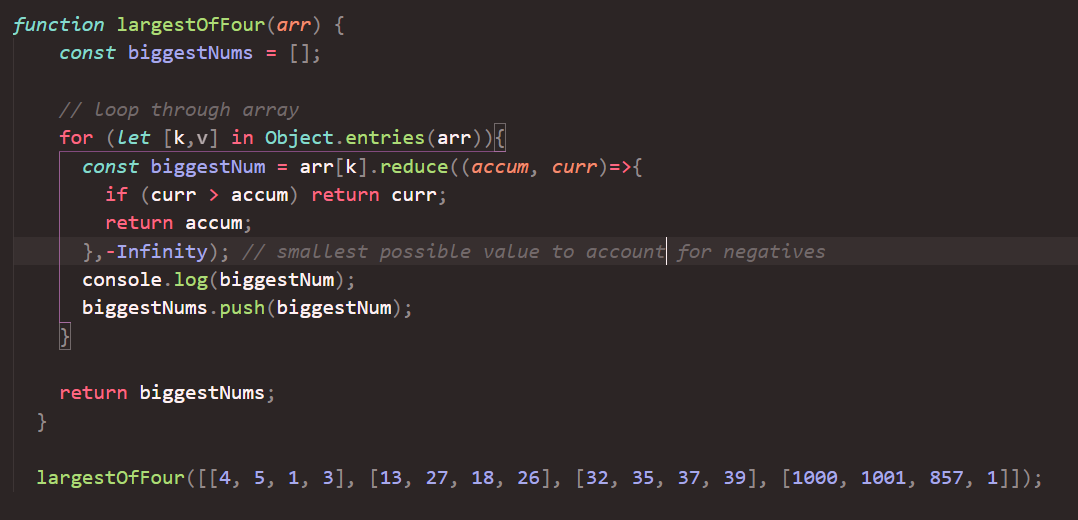 function largestOfFour(arr) {
const biggestNums = [];
// loop through array
for (let [k,v] in Object.entries(arr)){
const biggestNum = arr[k].reduce((accum, curr)=>{
if (curr > accum) return curr;
return accum;
},-Infinity); // smallest possible value to account for negatives
console.log(biggestNum);
biggestNums.push(biggestNum);
}
return biggestNums;
}
largestOfFour([[4, 5, 1, 3], [13, 27, 18, 26], [32, 35, 37, 39], [1000, 1001, 857, 1]]);